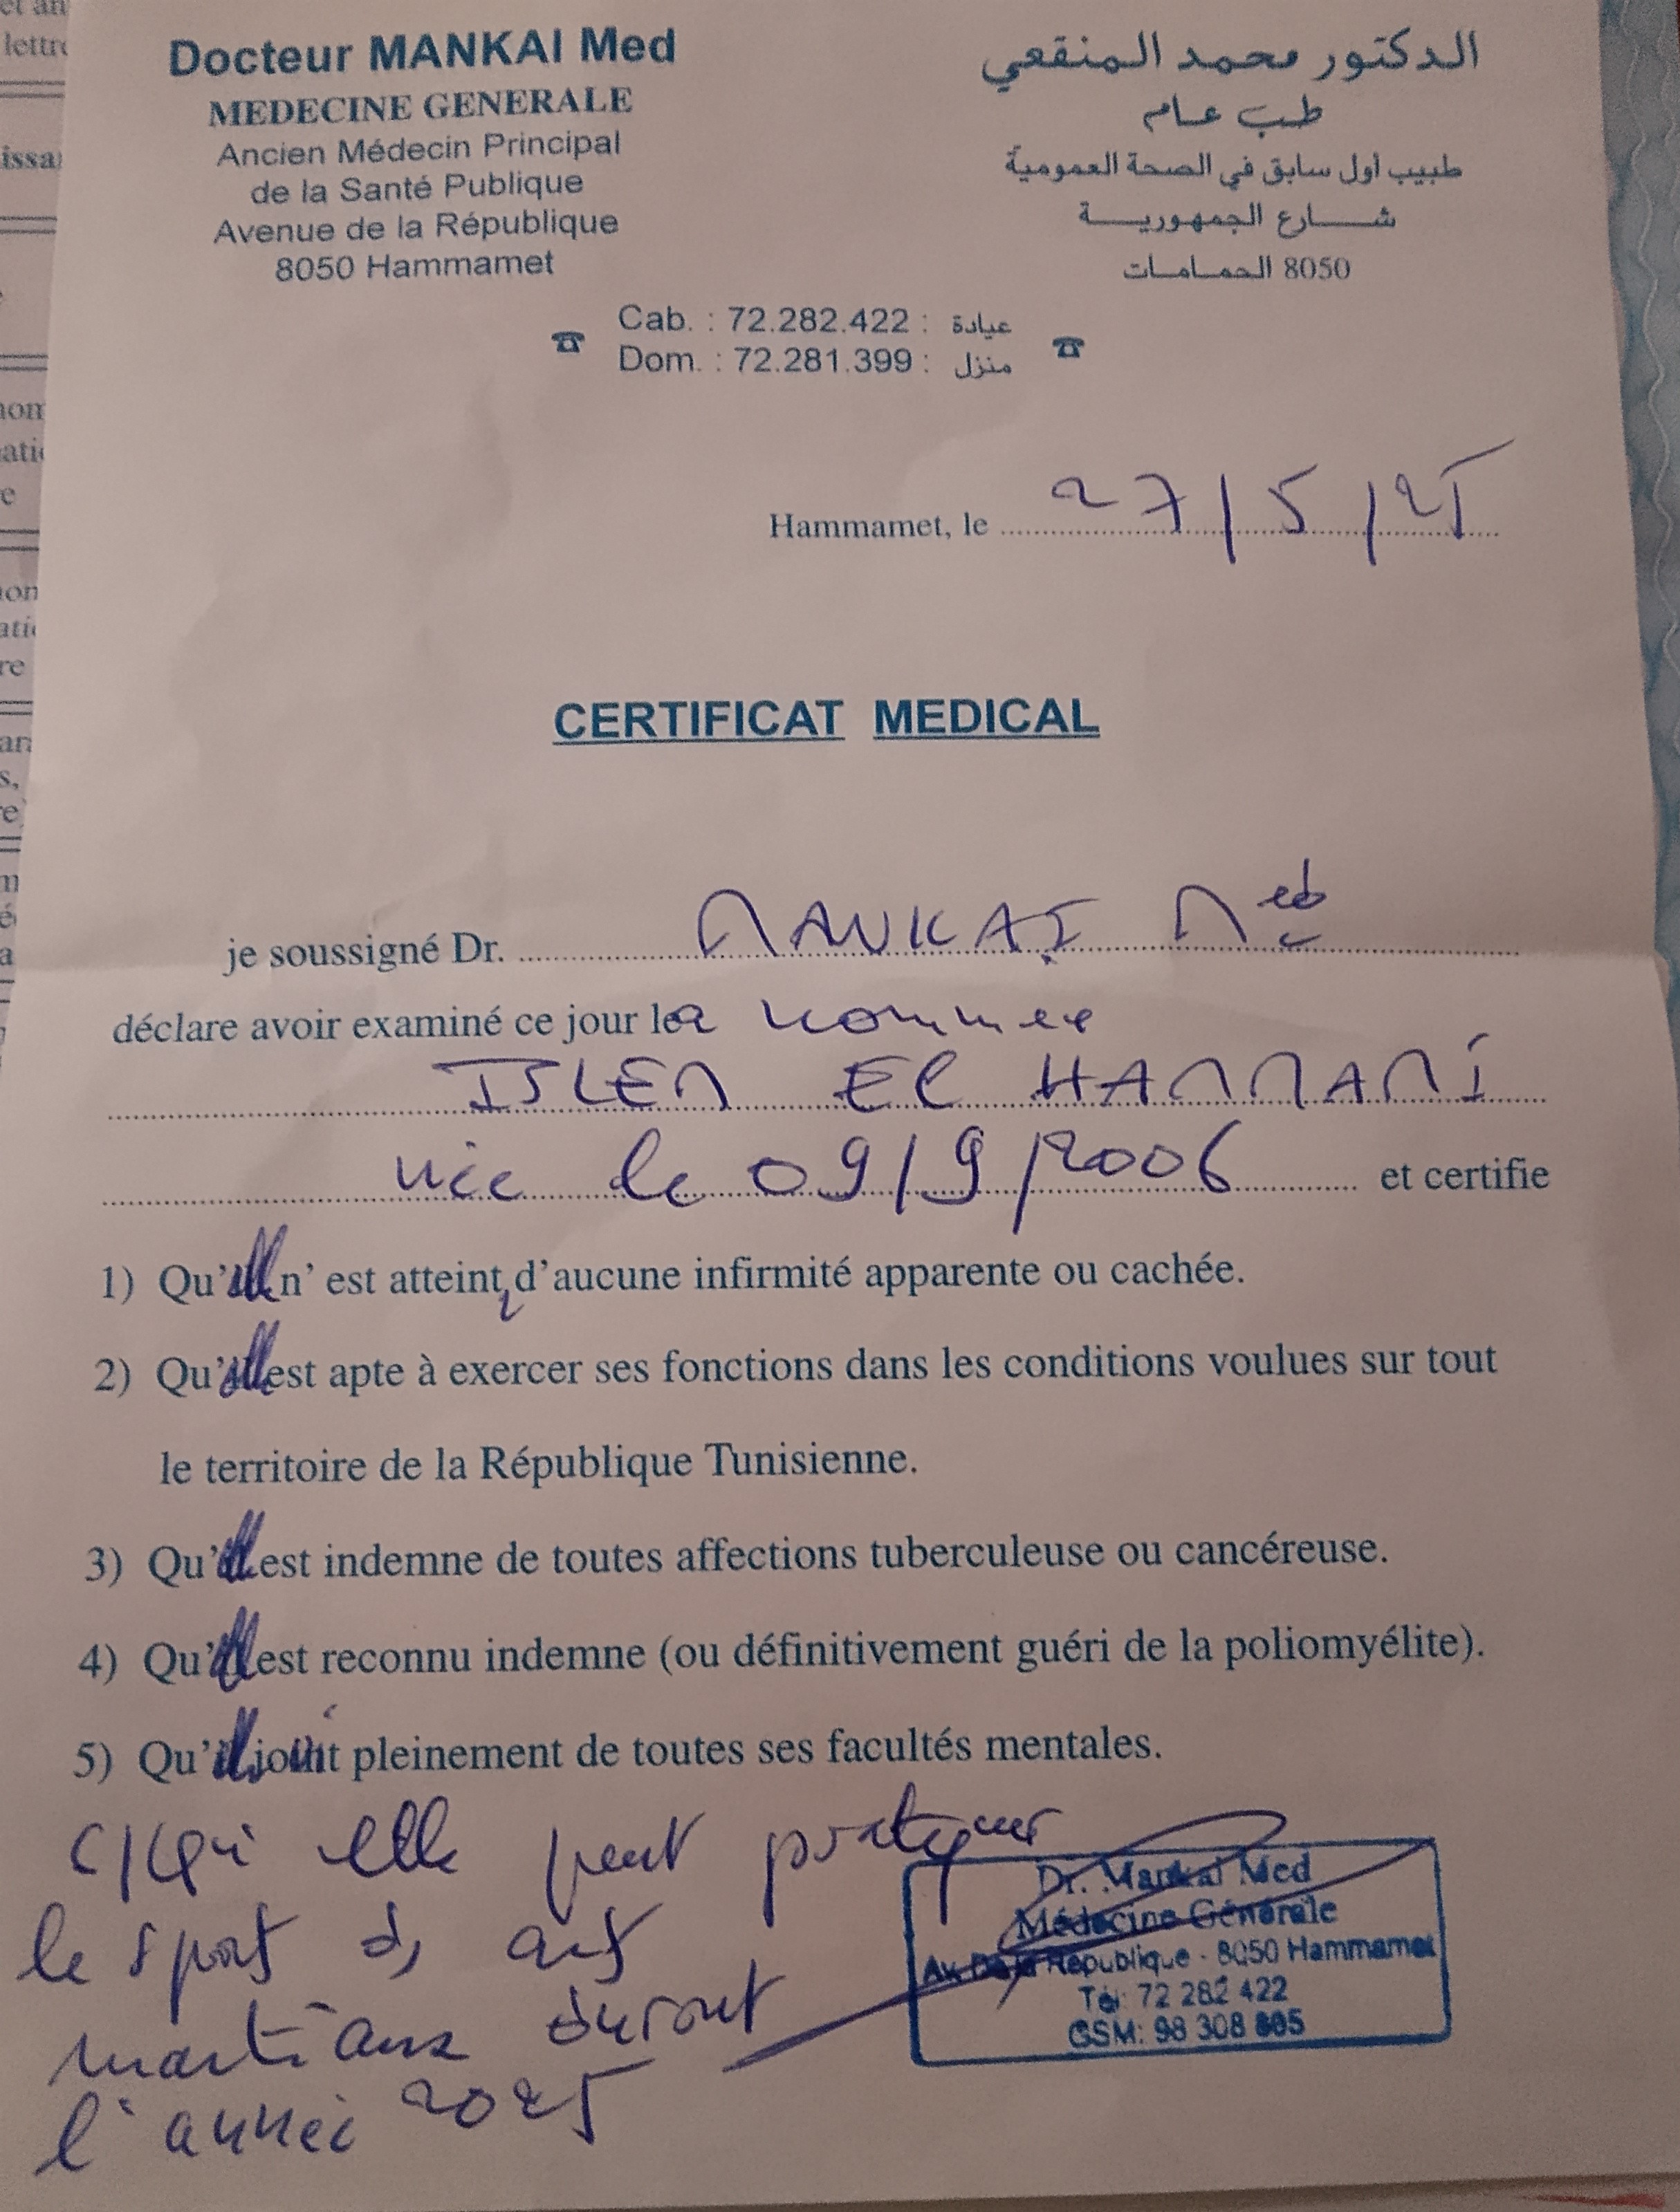 Docteur MANKAI Med
MEDECINE GENERALE
Ancien Médecin Principal
de la Santé Publique
Avenue de la République
8050 Hammamet
الدكتور محمد المنقعي
طب عام
طبيب أول سابق في الصحة العمومية
شارع الجمهورية
8050 الحمامات
Cab. : 72.282.422 : عيادة
Dom. : 72.281.399 : منزل
Hammamet, le 27/5/25
CERTIFICAT MEDICAL
je soussigné Dr. MANKAI Med
déclare avoir examiné ce jour la nommée
ISLEM El HAMMAMI
née le 09/9/2006 et certifie
1) Qu'elle n'est atteinte d'aucune infirmité apparente ou cachée.
2) Qu'elle est apte à exercer ses fonctions dans les conditions voulues sur tout
le territoire de la République Tunisienne.
3) Qu'elle est indemne de toutes affections tuberculeuse ou cancéreuse.
4) Qu'elle est reconnu indemne (ou définitivement guéri de la poliomyélite).
5) Qu'elle jouit pleinement de toutes ses facultés mentales.
elle peut pratiquer
le sport art
martiaux durant
l'année 2025
Dr. Mankai Med
Médecine Générale
Av. De la République - 8050 Hammamet
Tél: 72 282 422
GSM: 98 308